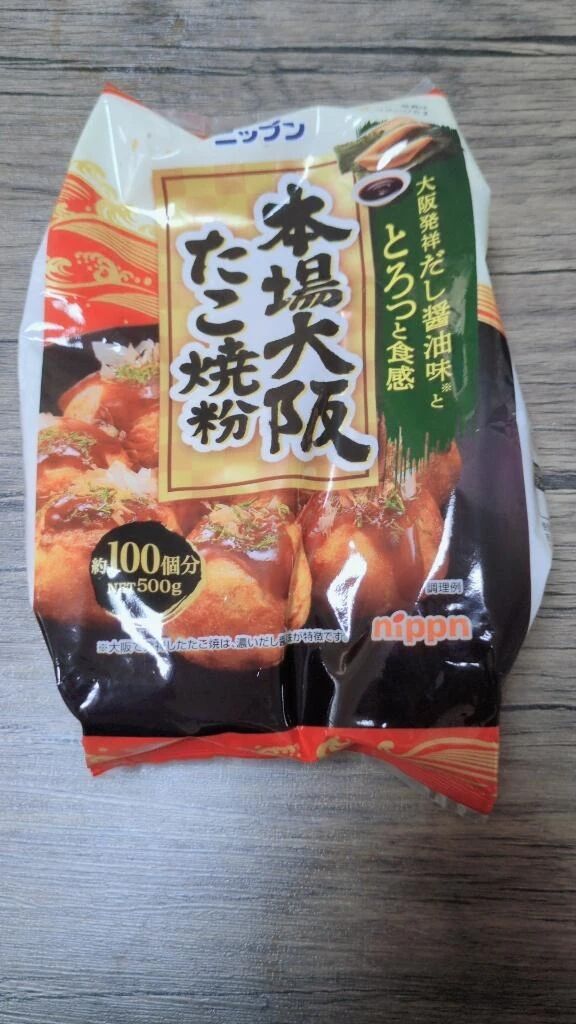 ニップン
本場大阪
たこ焼粉
大阪発祥だし醤油味※と
とろっと食感
約100個分
NET500g
調理例
nippn